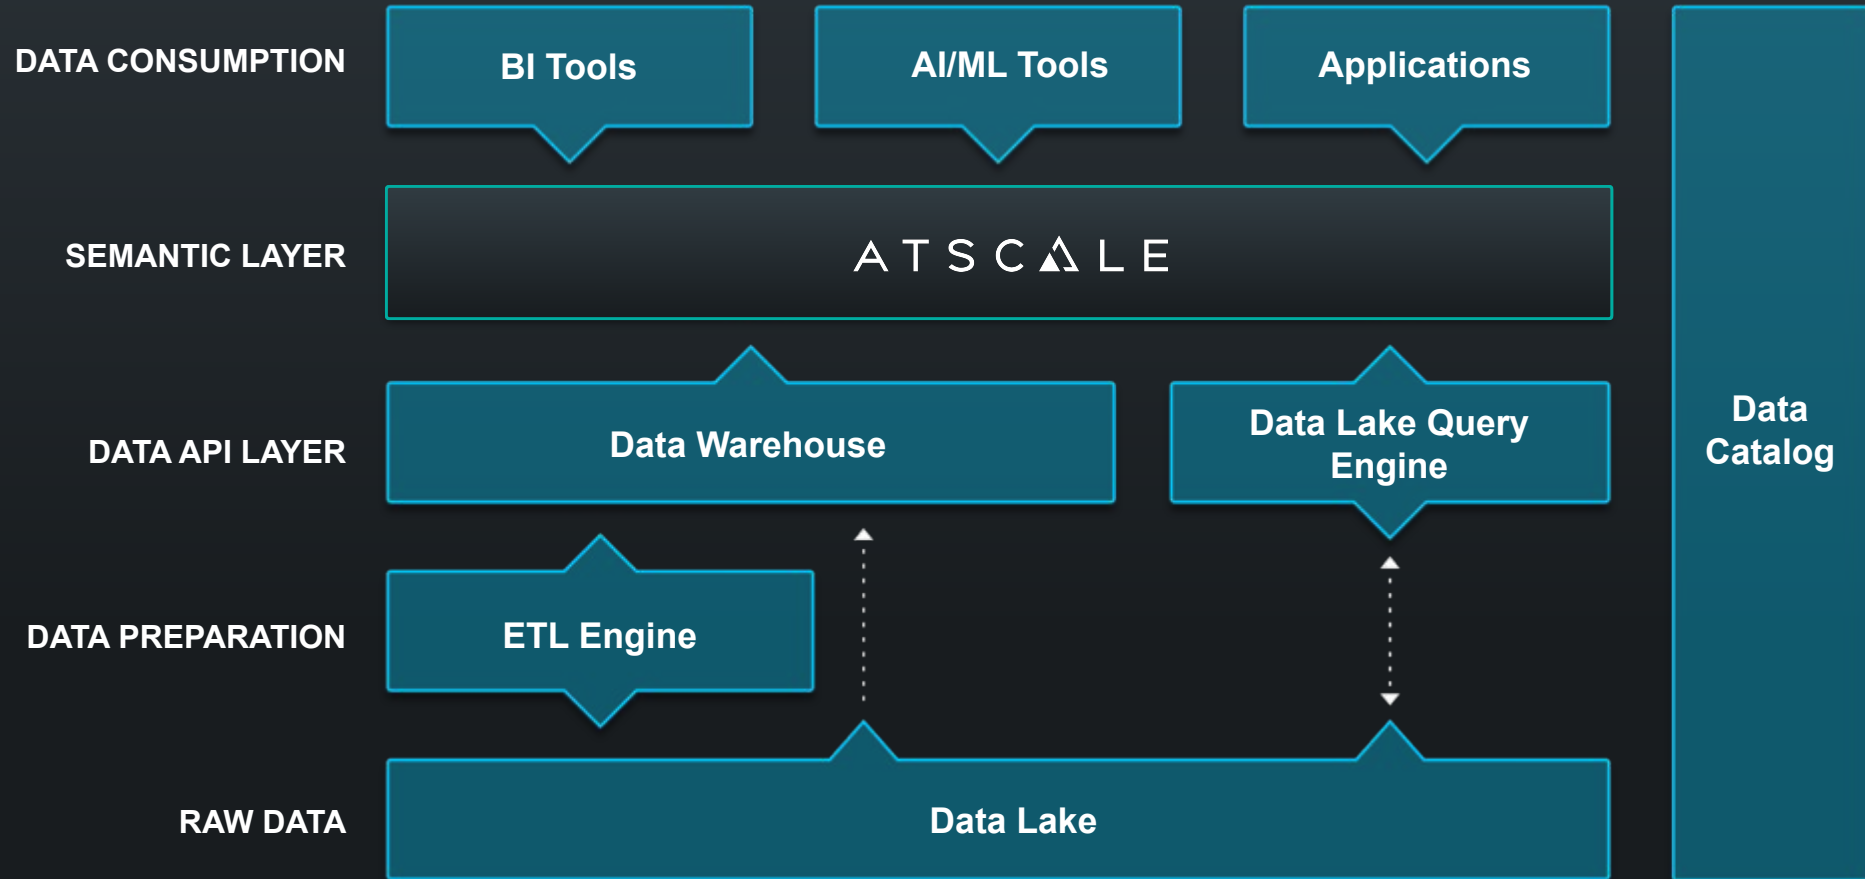 DATA CONSUMPTION
BI Tools
AI/ML Tools
Applications
SEMANTIC LAYER
ATSCALE
DATA API LAYER
Data Warehouse
Data Lake Query
Engine
Data
Catalog
DATA PREPARATION
ETL Engine
RAW DATA
Data Lake